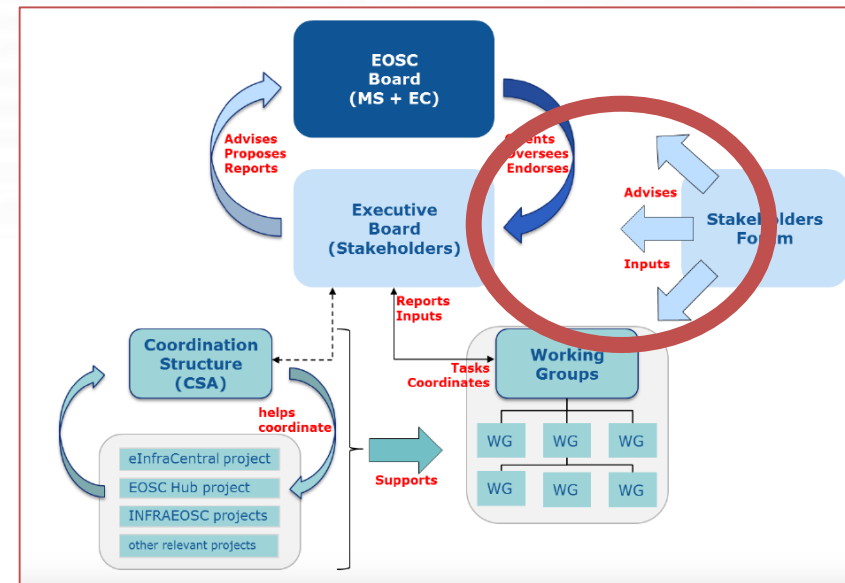 EOSC
Board
(MS + EC)
Advises
Proposes
Reports
Oversees
Endorses
Executive
Board
(Stakeholders)
Advises
Inputs
Stakeholders
Forum
Reports
Inputs
Coordination
Structure
(CSA)
Tasks
Coordinates
Working
Groups
helps
coordinate
eInfraCentral project
EOSC Hub project
INFRAEOSC projects
other relevant projects
Supports
WG WG WG
WG WG WG